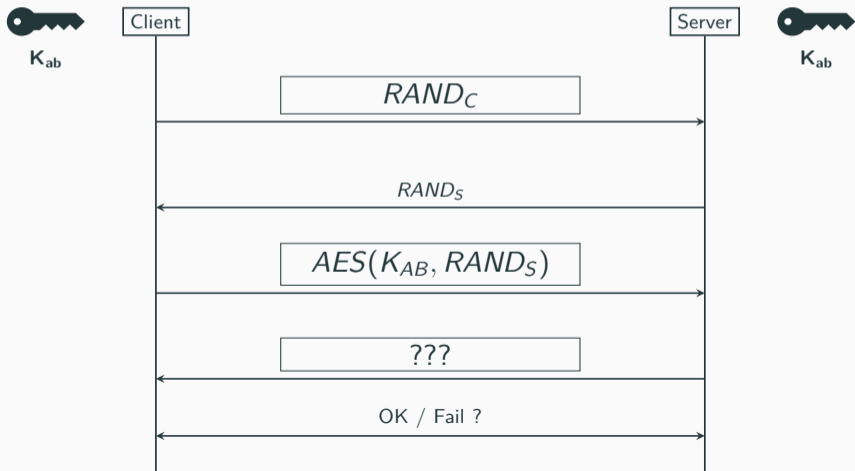 Client
Server
K_ab
K_ab
RAND_C
RAND_S
AES(K_AB, RAND_S)
???
OK / Fail ?